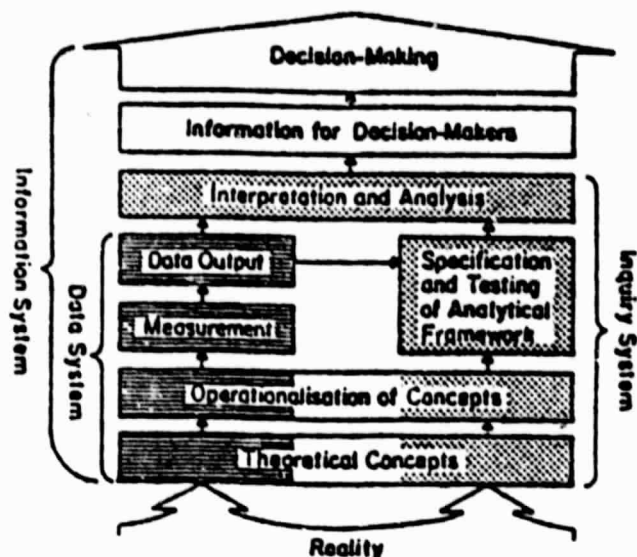 Decision-Making
Information for Decision-Makers
Interpretation and Analysis
Data Output
Specification
and Testing
of Analytical
Framework
Measurement
Operationalisation of Concepts
Theoretical Concepts
Reality
Information System
Data System
Inquiry System